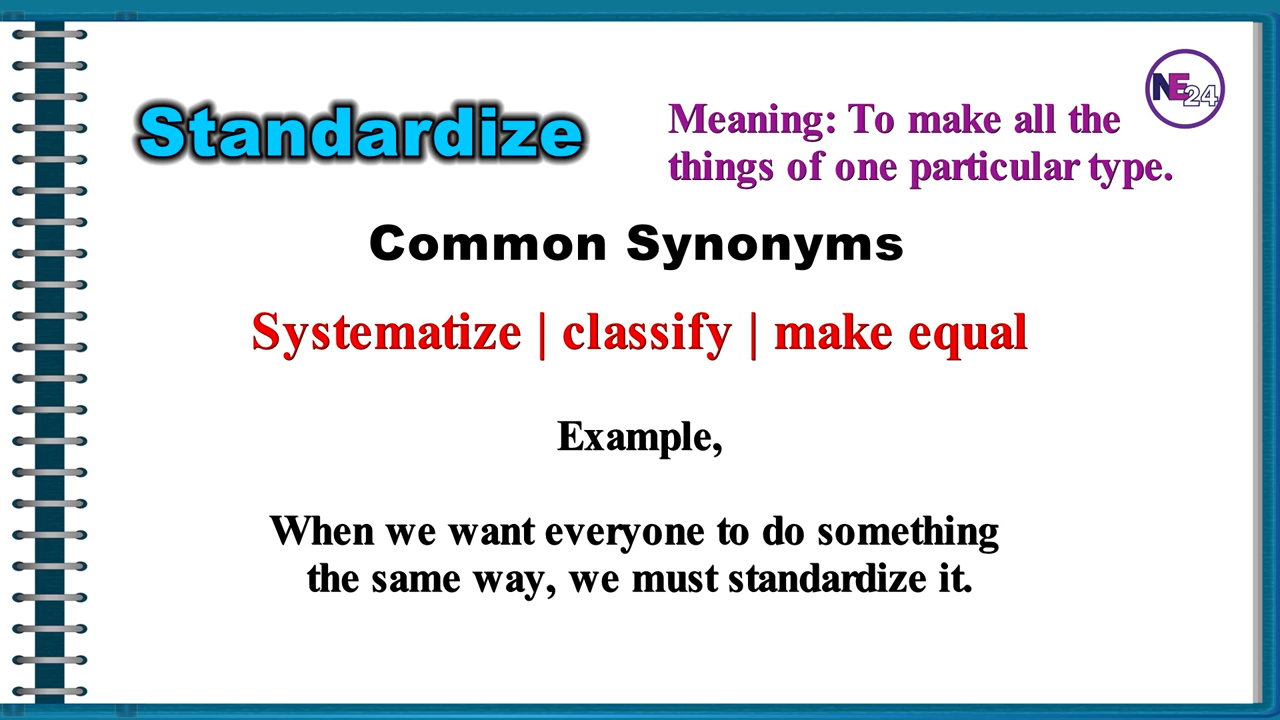 Standardize
Meaning: To make all the
things of one particular type.
NE24
Common Synonyms
Systematize | classify | make equal
Example,
When we want everyone to do something
the same way, we must standardize it.